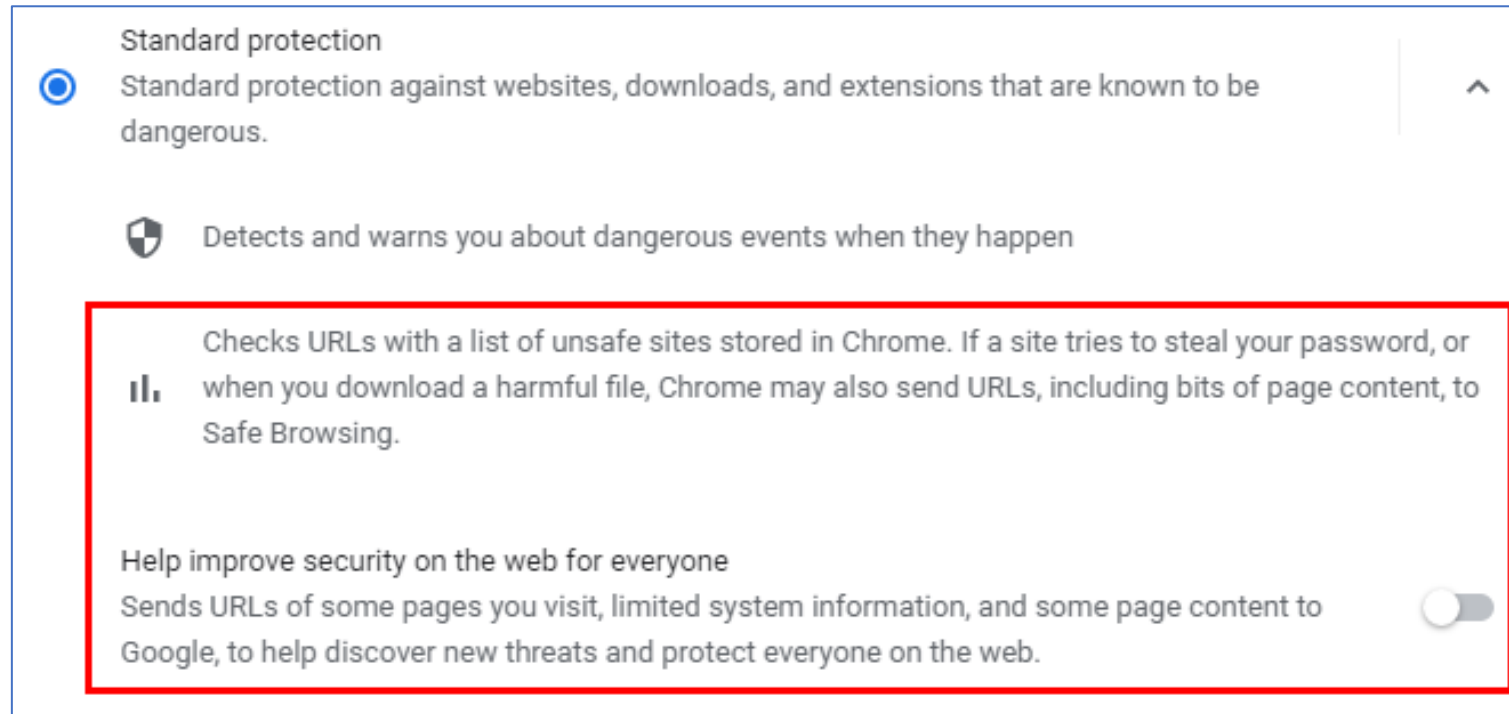 Standard protection
Standard protection against websites, downloads, and extensions that are known to be
dangerous.
Detects and warns you about dangerous events when they happen
Checks URLs with a list of unsafe sites stored in Chrome. If a site tries to steal your password, or
when you download a harmful file, Chrome may also send URLs, including bits of page content, to
Safe Browsing.
Help improve security on the web for everyone
Sends URLs of some pages you visit, limited system information, and some page content to
Google, to help discover new threats and protect everyone on the web.